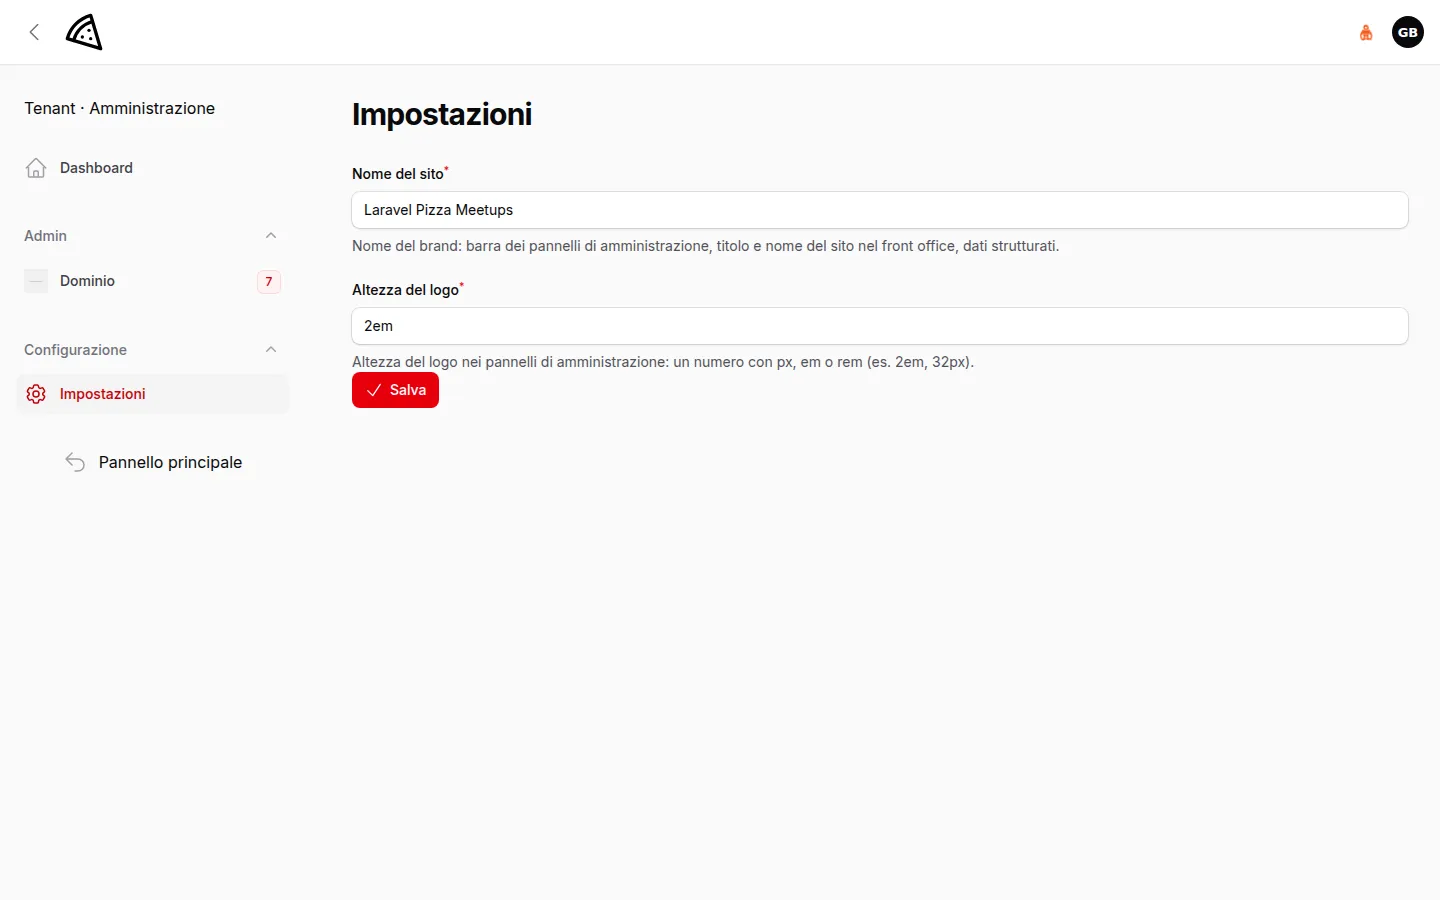 GB
Tenant · Amministrazione
Dashboard
Admin
Dominio
7
Configurazione
Impostazioni
Pannello principale
Impostazioni
Nome del sito*
Laravel Pizza Meetups
Nome del brand: barra dei pannelli di amministrazione, titolo e nome del sito nel front office, dati strutturati.
Altezza del logo*
2em
Altezza del logo nei pannelli di amministrazione: un numero con px, em o rem (es. 2em, 32px).
Salva